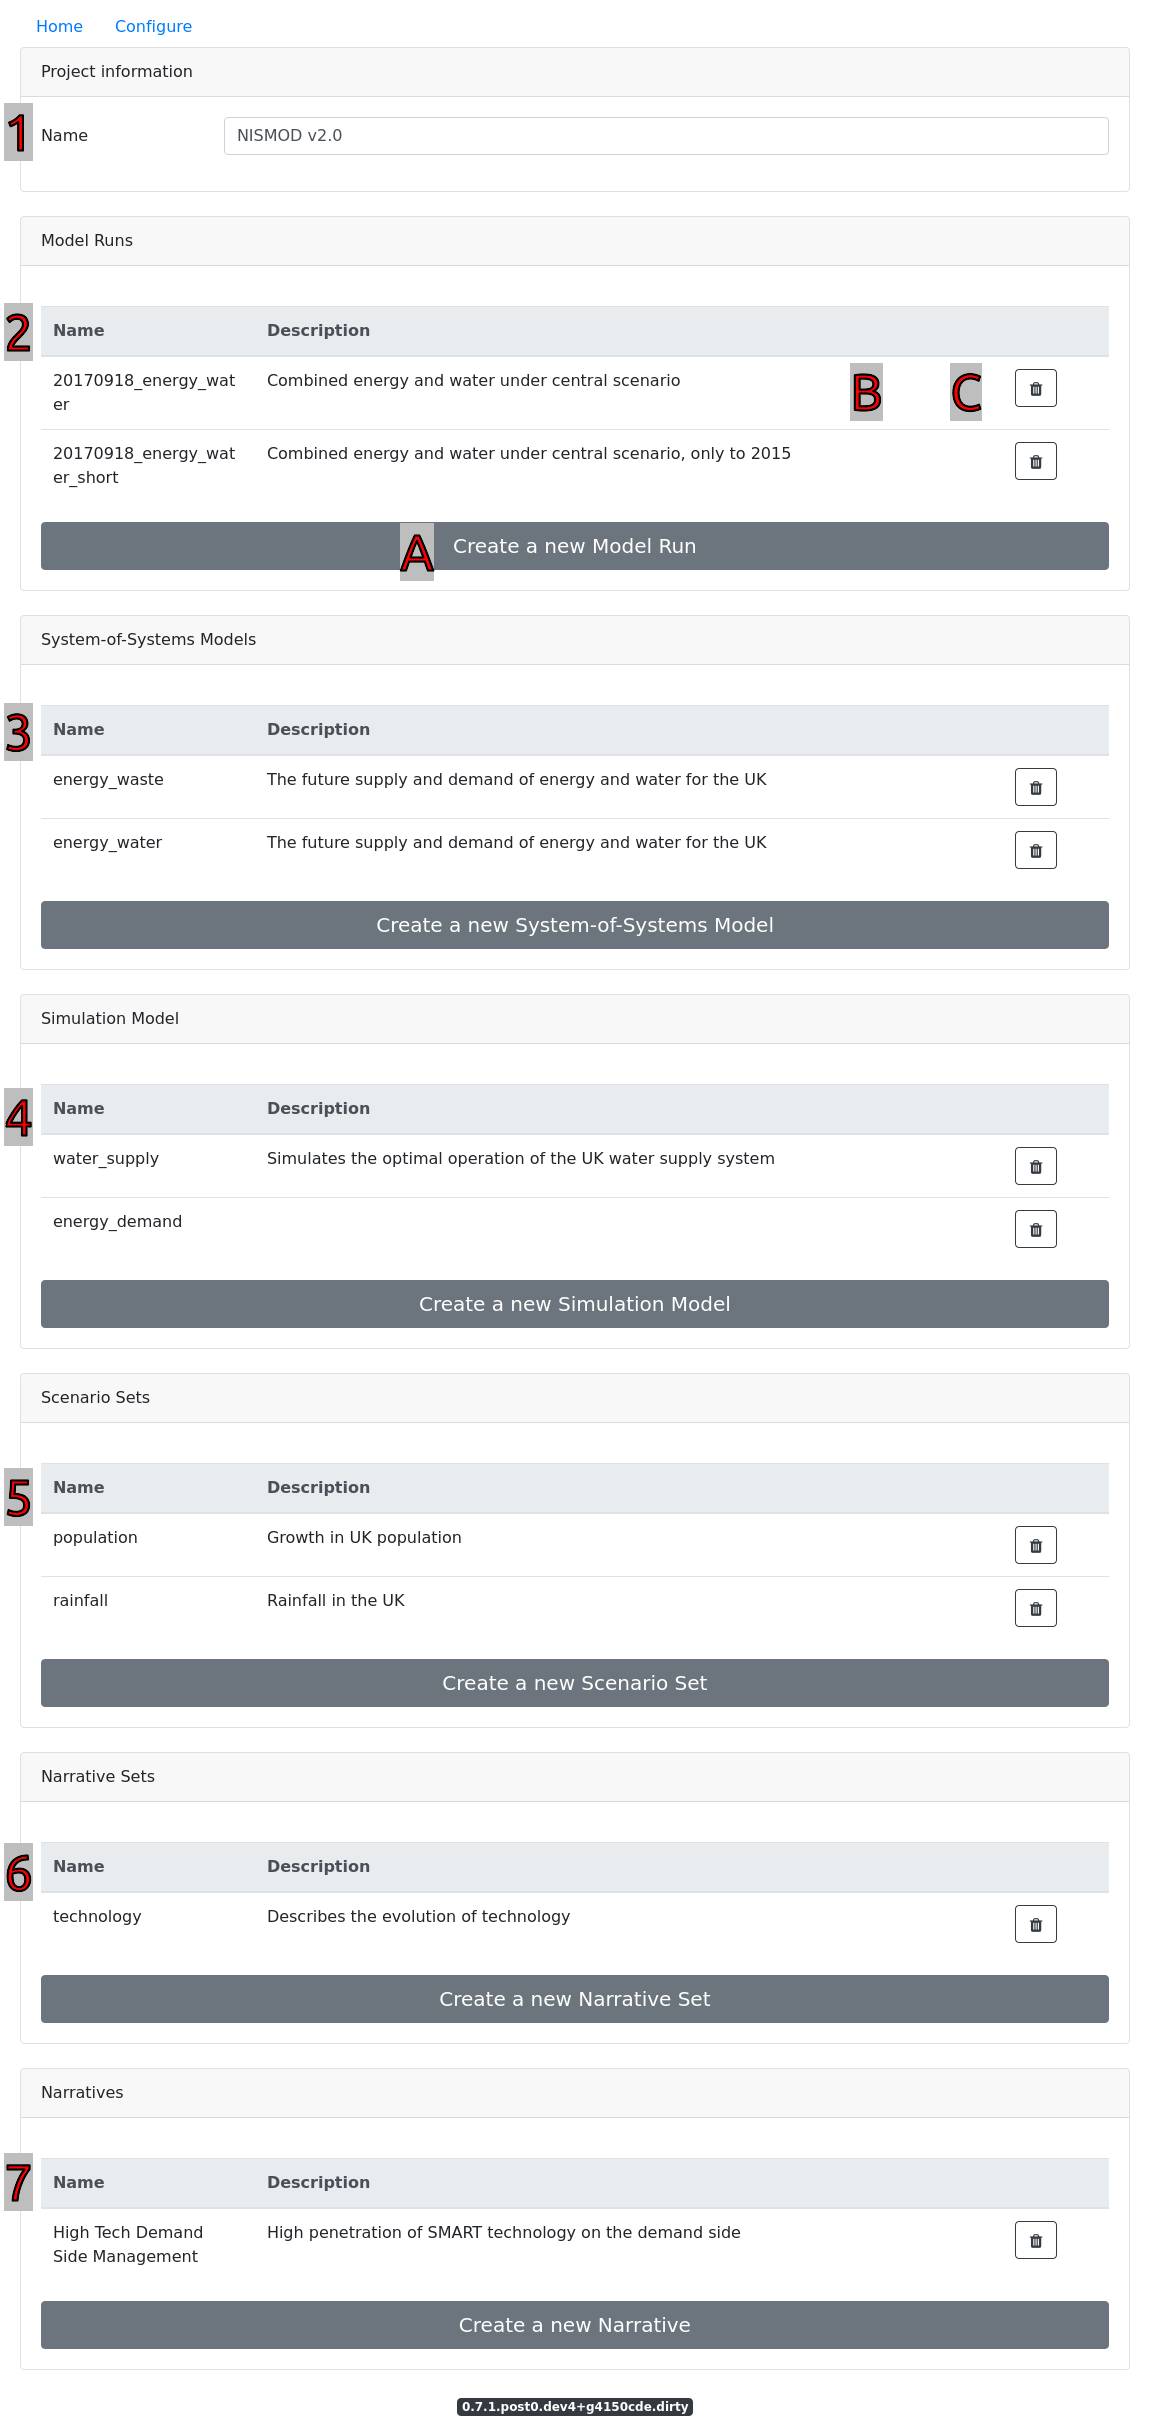 Home Configure
Project information
1 Name NISMOD v2.0
Model Runs
2 Name Description
20170918_energy_wat Combined energy and water under central scenario B C
er
20170918_energy_wat Combined energy and water under central scenario, only to 2015
er_short
A Create a new Model Run
System-of-Systems Models
3 Name Description
energy_waste The future supply and demand of energy and water for the UK
energy_water The future supply and demand of energy and water for the UK
Create a new System-of-Systems Model
Simulation Model
4 Name Description
water_supply Simulates the optimal operation of the UK water supply system
energy_demand
Create a new Simulation Model
Scenario Sets
5 Name Description
population Growth in UK population
rainfall Rainfall in the UK
Create a new Scenario Set
Narrative Sets
6 Name Description
technology Describes the evolution of technology
Create a new Narrative Set
Narratives
7 Name Description
High Tech Demand High penetration of SMART technology on the demand side
Side Management
Create a new Narrative
0.7.1.post0.dev4+g4150cde.dirty